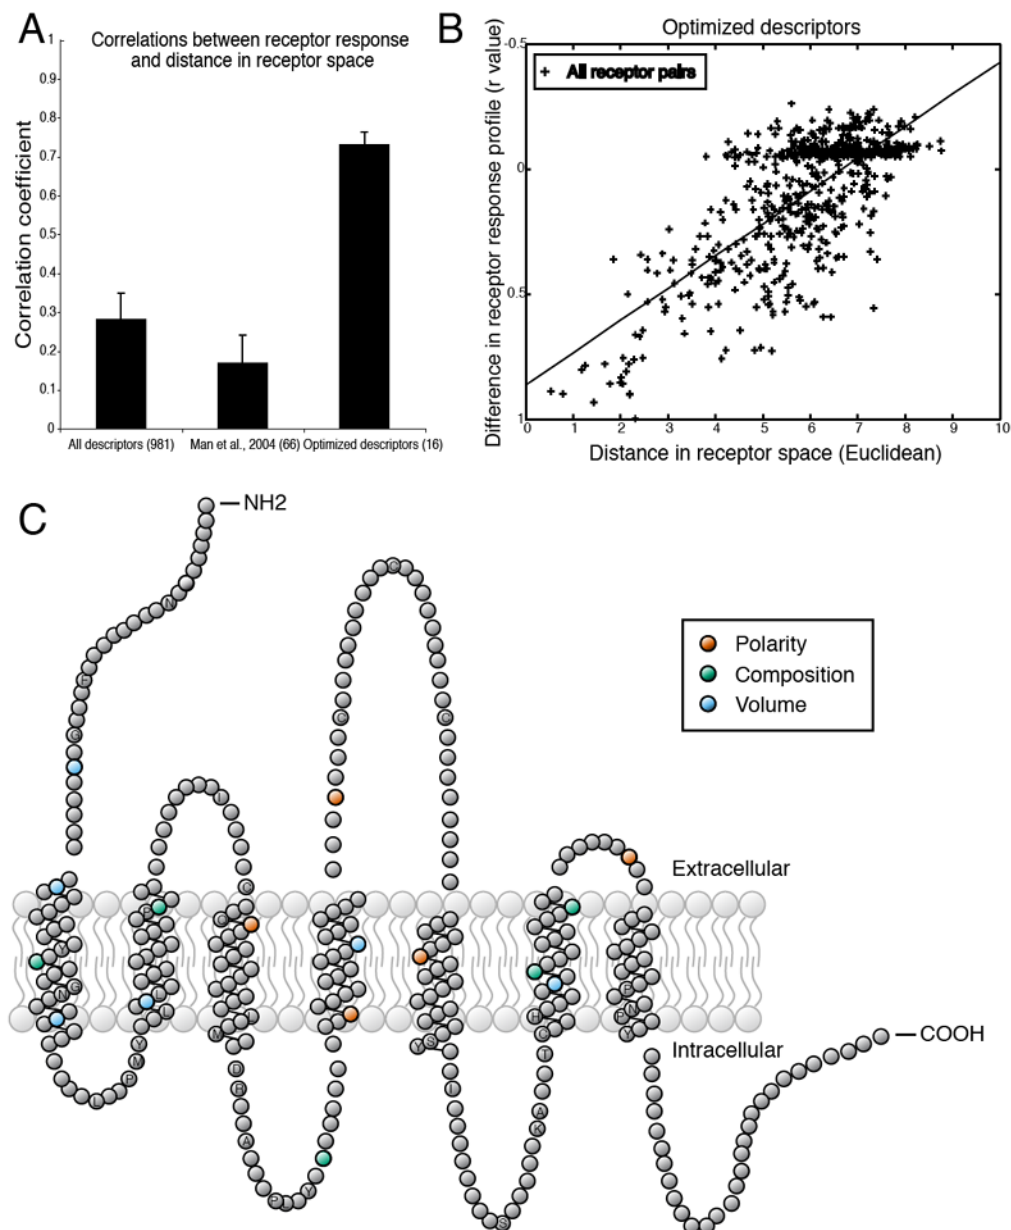 A
Correlations between receptor response
and distance in receptor space
Correlation coefficient
1
0.9
0.8
0.7
0.6
0.5
0.4
0.3
0.2
0.1
0
All descriptors (981) Man et al., 2004 (66) Optimized descriptors (16)
B
Optimized descriptors
Difference in receptor response profile (r value)
-0.5
0
0.5
1
+ All receptor pairs
0 1 2 3 4 5 6 7 8 9 10
Distance in receptor space (Euclidean)
C
NH2
N
F
G
C
C
C
Polarity
Composition
Volume
I
C
Extracellular
P
G
V
N
G
L
L
I
H
P
N
P
Y
M
Y
S
C
Intracellular
COOH
Y
M
P
L
D
R
A
P
L
Y
L
T
A
K
S